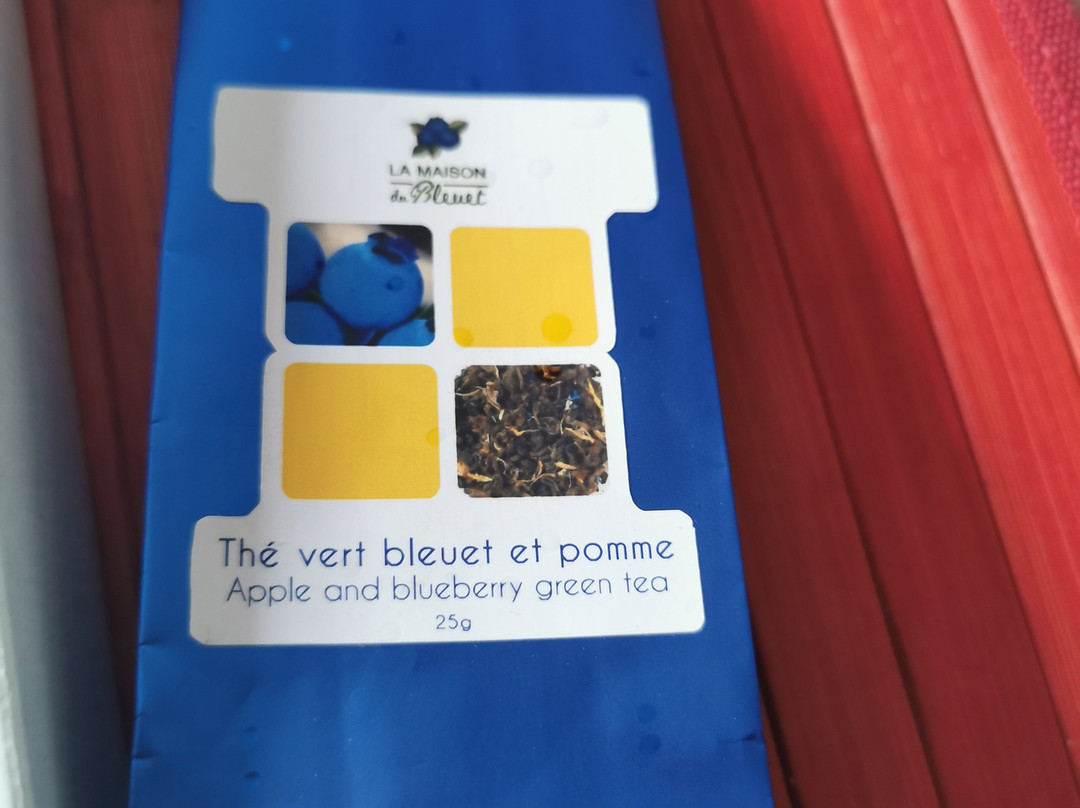 LA MAISON
du Bleuet
Thé vert bleuet et pomme
Apple and blueberry green tea
25g